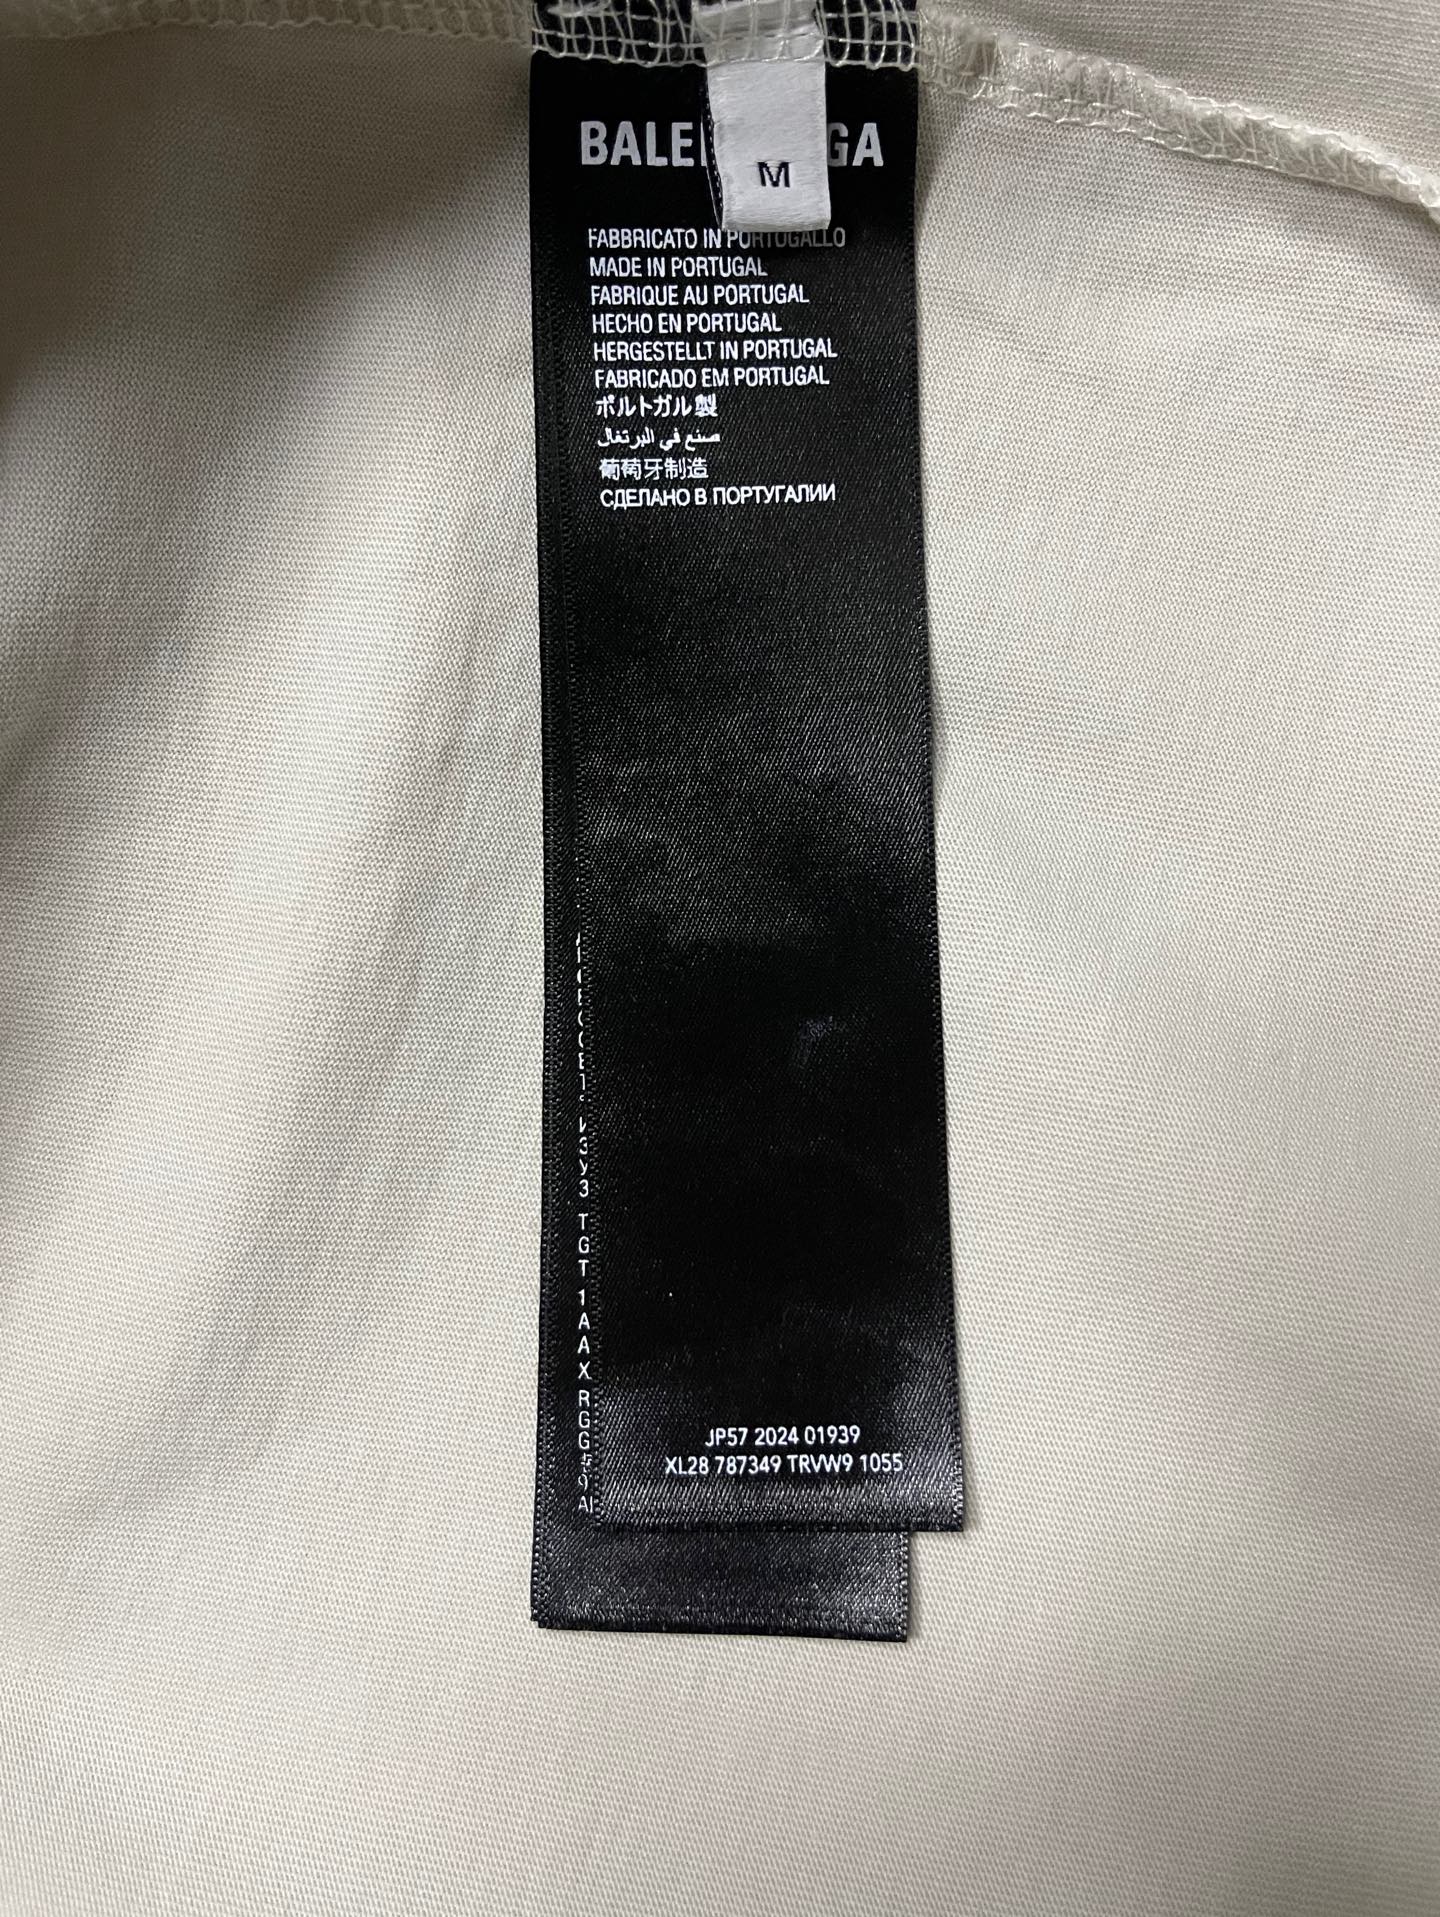 M
FABBRICATO IN PORTOGALLO
MADE IN PORTUGAL
FABRIQUE AU PORTUGAL
HECHO EN PORTUGAL
HERGESTELLT IN PORTUGAL
FABRICADO EM PORTUGAL
ポルトガル製
صنع في البرتغال
葡萄牙制造
СДЕЛАНО В ПОРТУГАЛИИ
JP57 2024 01939
XL28 787349 TRVW9 1055